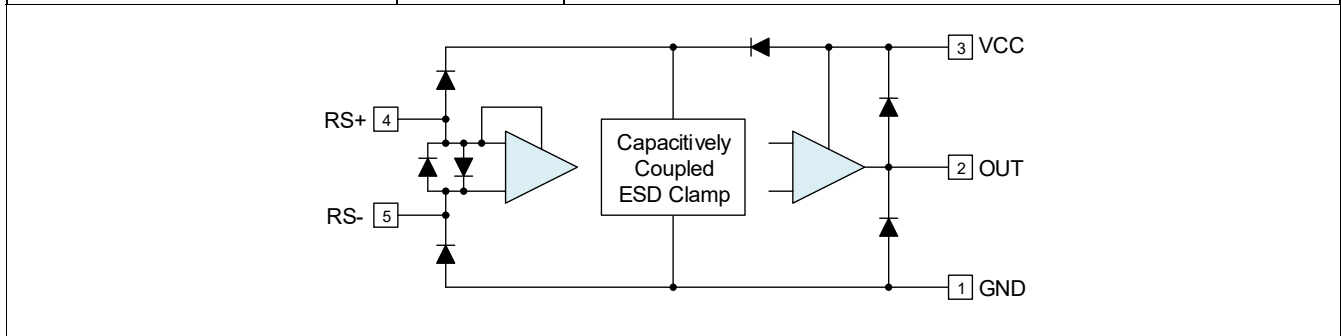 3 VCC
RS+ 4
Capacitively
Coupled
ESD Clamp
2 OUT
RS- 5
1 GND